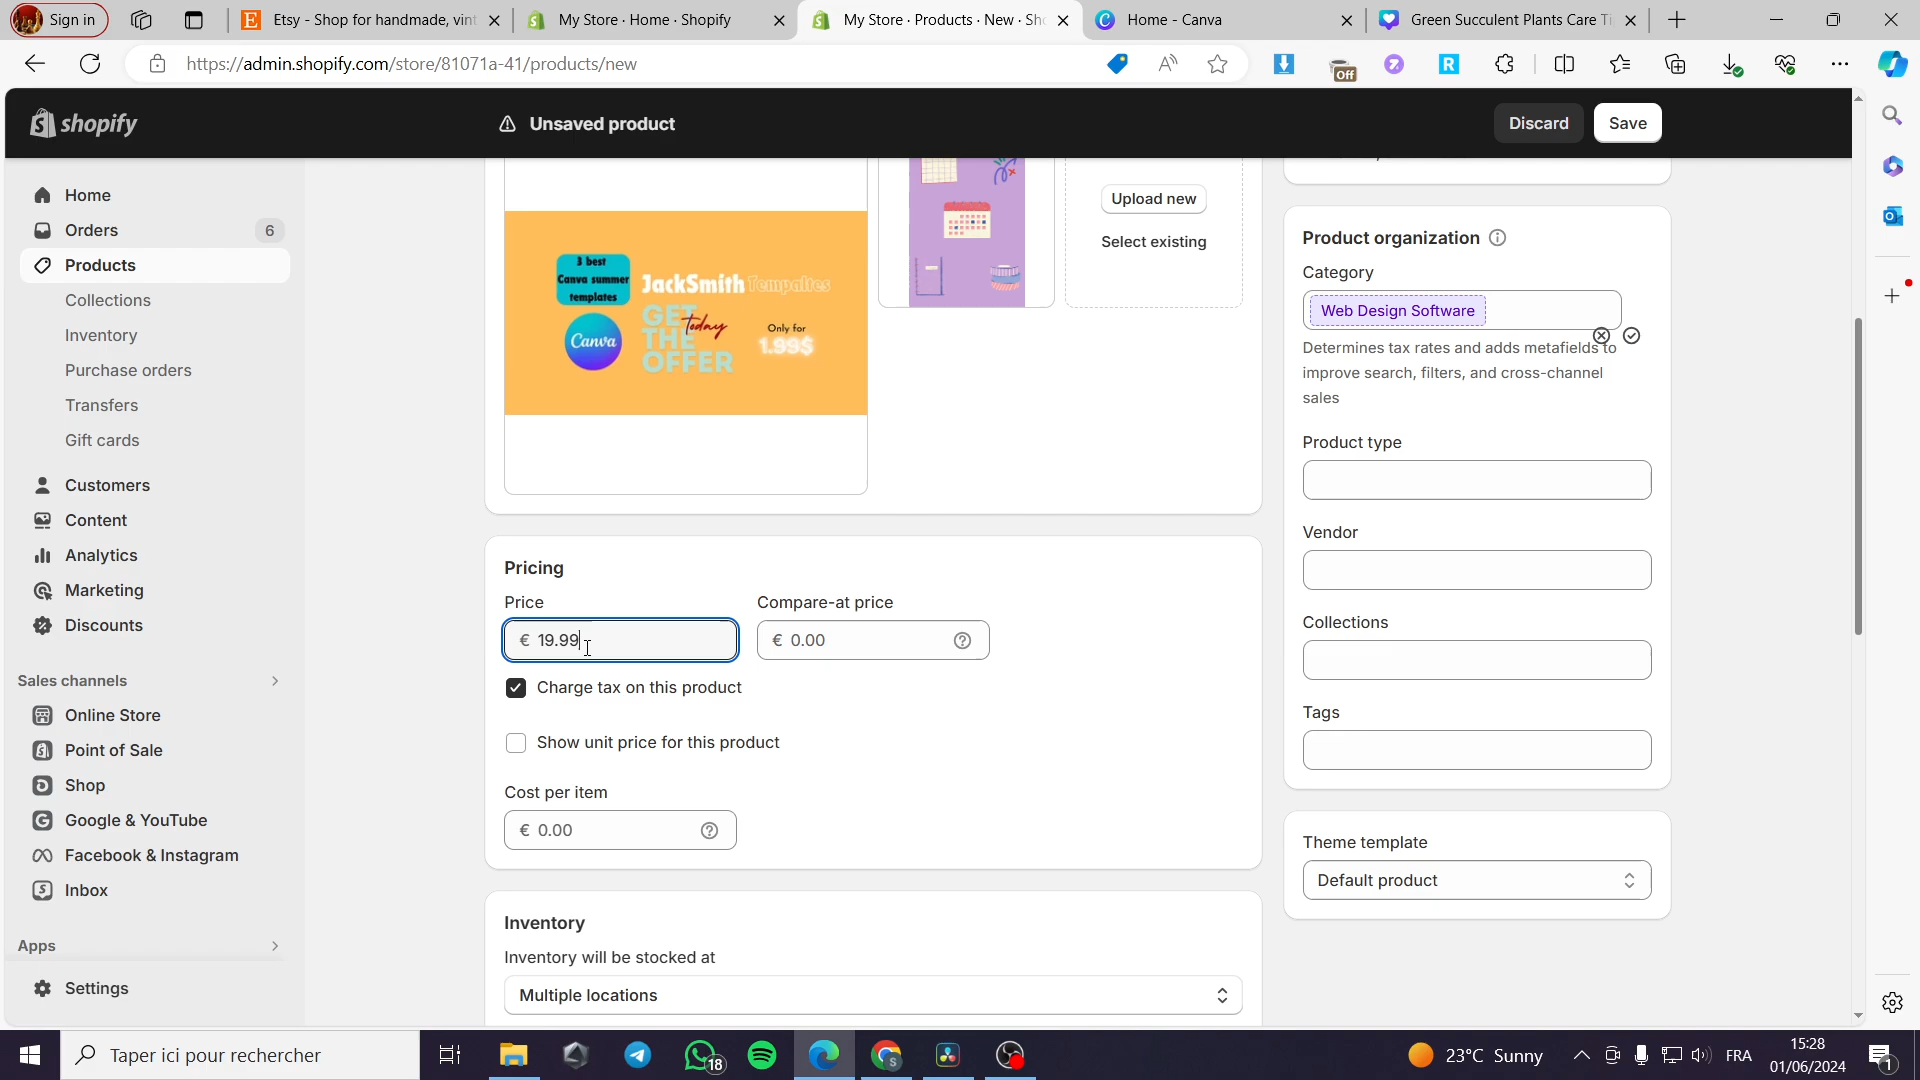 Sign in
Etsy - Shop for handmade, vint
My Store · Home · Shopify
My Store · Products · New · Sh
Home - Canva
Green Succulent Plants Care Ti
https://admin.shopify.com/store/81071a-41/products/new
Off
shopify
Unsaved product
Discard
Save
Home
Orders
6
Products
Collections
Inventory
Purchase orders
Transfers
Gift cards
Customers
Content
Analytics
Marketing
Discounts
Sales channels
Online Store
Point of Sale
Shop
Google & YouTube
Facebook & Instagram
Inbox
Apps
Settings
3 best
Canva summer
templates
Canva
JackSmith Tempaltes
GET
today
THE
OFFER
Only for
1.99$
Upload new
Select existing
Pricing
Price
Compare-at price
€ 19.99
€ 0.00
Charge tax on this product
Show unit price for this product
Cost per item
€ 0.00
Inventory
Inventory will be stocked at
Multiple locations
Product organization
Category
Web Design Software
Determines tax rates and adds metafields to
improve search, filters, and cross-channel
sales
Product type
Vendor
Collections
Tags
Theme template
Default product
Taper ici pour rechercher
18
23°C Sunny
FRA
15:28
01/06/2024
1